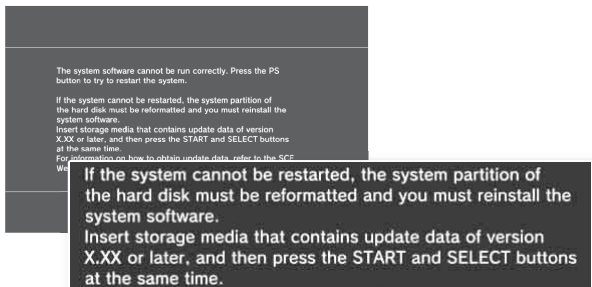 The system software cannot be run correctly. Press the PS
button to try to restart the system.
If the system cannot be restarted, the system partition of
the hard disk must be reformatted and you must reinstall the
system software.
Insert storage media that contains update data of version
X.XX or later, and then press the START and SELECT buttons
at the same time.
For information on how to obtain update data, refer to the SCE
We
If the system cannot be restarted, the system partition of
the hard disk must be reformatted and you must reinstall the
system software.
Insert storage media that contains update data of version
X.XX or later, and then press the START and SELECT buttons
at the same time.